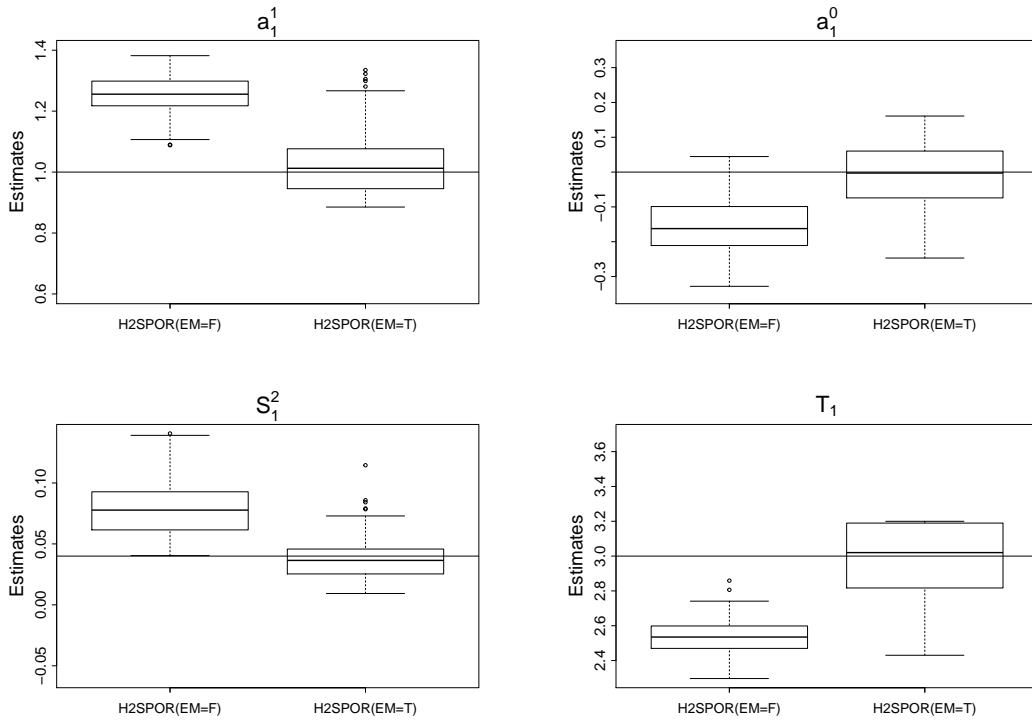 a₁¹
Estimates
0.6 0.8 1.0 1.2 1.4
H2SPOR(EM=F) H2SPOR(EM=T)
a₁⁰
Estimates
−0.3 −0.1 0.1 0.3
H2SPOR(EM=F) H2SPOR(EM=T)
S₁²
Estimates
−0.05 0.00 0.05 0.10
H2SPOR(EM=F) H2SPOR(EM=T)
T₁
Estimates
2.4 2.6 2.8 3.0 3.2 3.4 3.6
H2SPOR(EM=F) H2SPOR(EM=T)